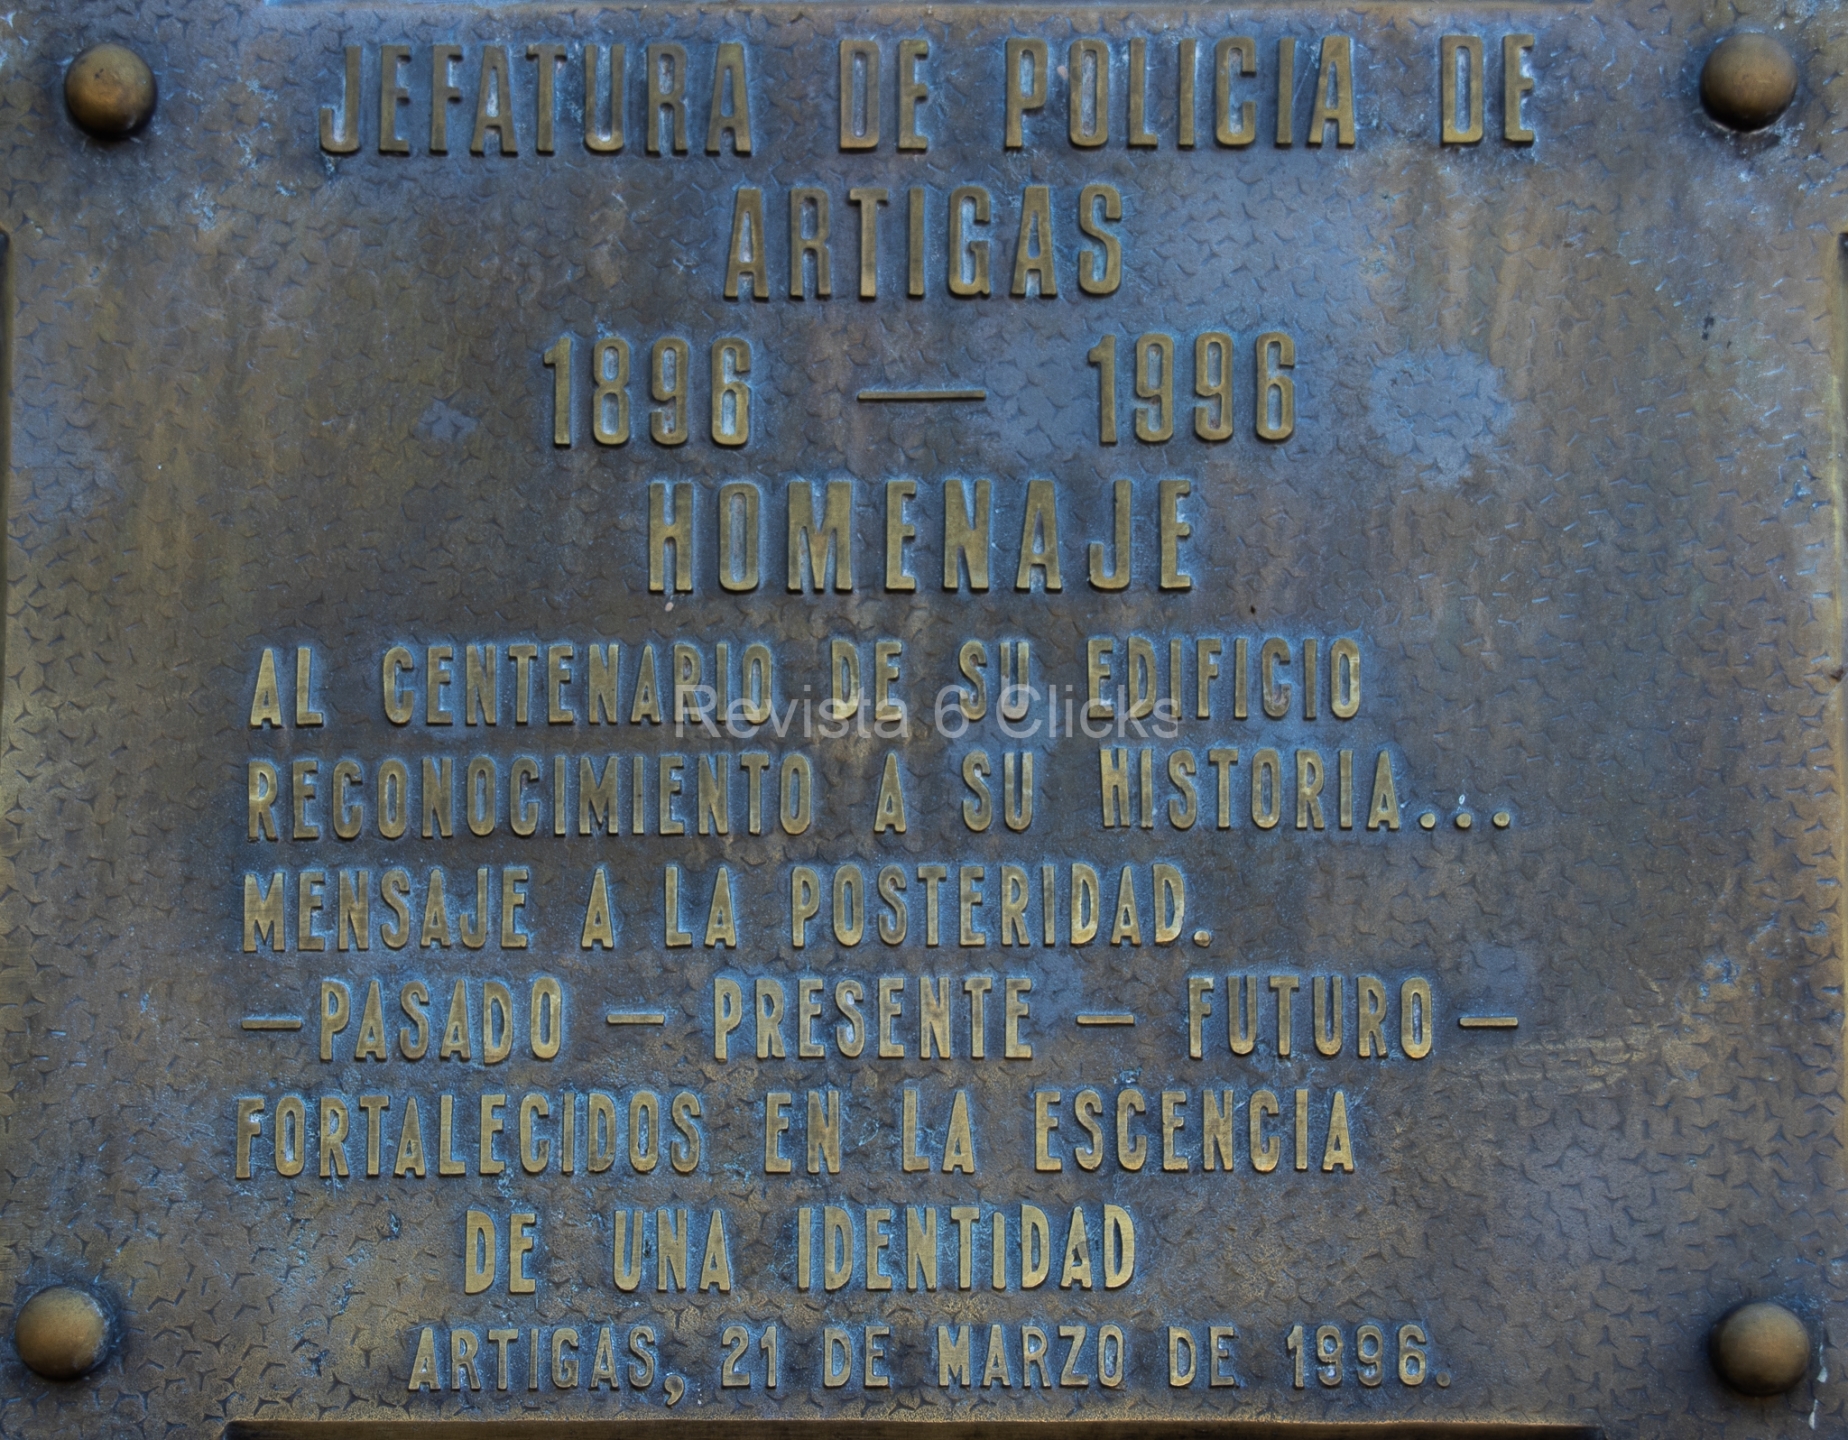 JEFATURA DE POLICIA DE
ARTIGAS
1896 — 1996
HOMENAJE
AL CENTENARIO DE SU EDIFICIO
Revista 6 Clicks
RECONOCIMIENTO A SU HISTORIA...
MENSAJE A LA POSTERIDAD.
—PASADO — PRESENTE — FUTURO—
FORTALECIDOS EN LA ESCENCIA
DE UNA IDENTIDAD
ARTIGAS, 21 DE MARZO DE 1996.